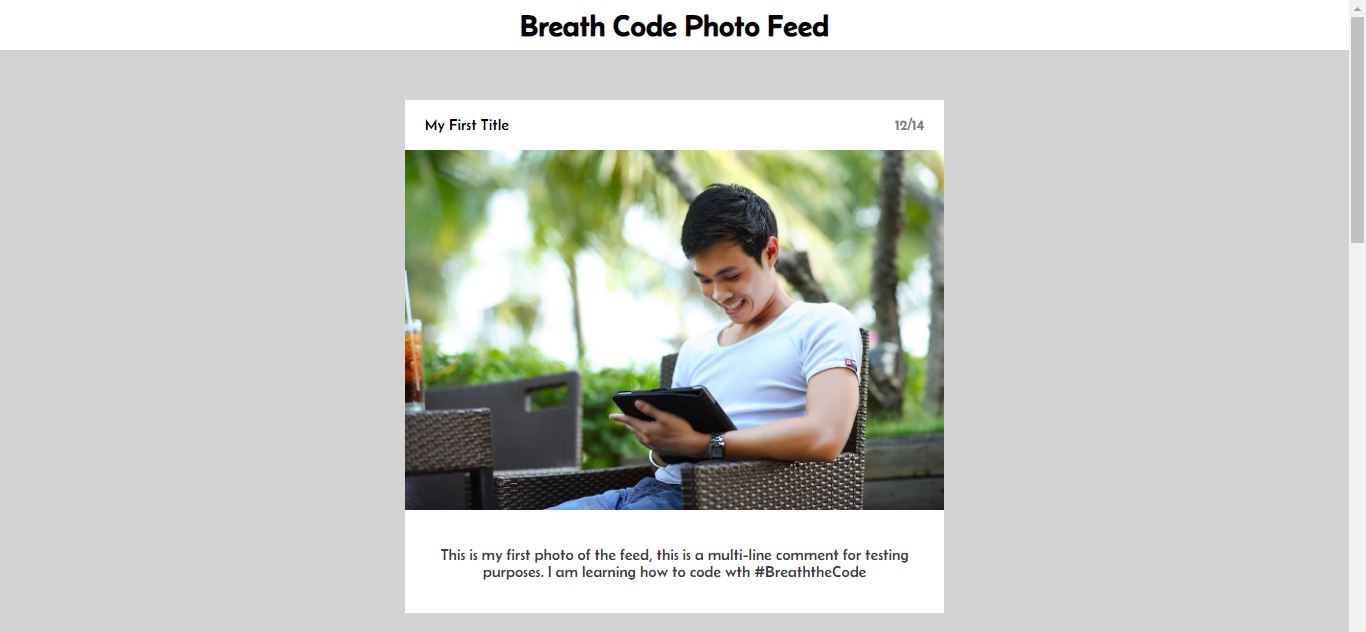 Breath Code Photo Feed
My First Title
12/14
This is my first photo of the feed, this is a multi-line comment for testing
purposes. I am learning how to code wth #BreaththeCode